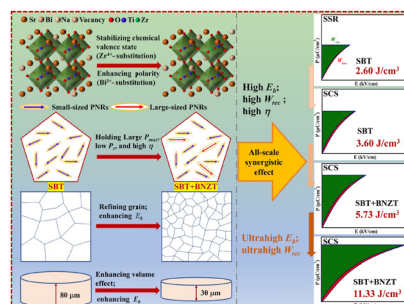 Sr Bi Na Vacancy O Ti Zr
Stabilizing chemical
valence state
(Zr⁴⁺- substitution)
Enhancing polarity
(Bi³⁺- substitution)
Small-sized PNRs Large-sized PNRs
Holding Large Pmax,
low Pr, and high η
SBT SBT+BNZT
Refining grain;
enhancing Eb
Enhancing volume
effect;
enhancing Eb
80 μm
30 μm
High Eb;
high Wrec;
high η
All-scale
synergistic
effect
Ultrahigh Eb;
ultrahigh Wrec
SSR
SBT
2.60 J/cm³
E (kV/cm)
P (μC/cm²)
SCS
SBT
3.60 J/cm³
E (kV/cm)
P (μC/cm²)
SCS
SBT+BNZT
5.73 J/cm³
E (kV/cm)
P (μC/cm²)
SCS
SBT+BNZT
11.33 J/cm³
E (kV/cm)
P (μC/cm²)